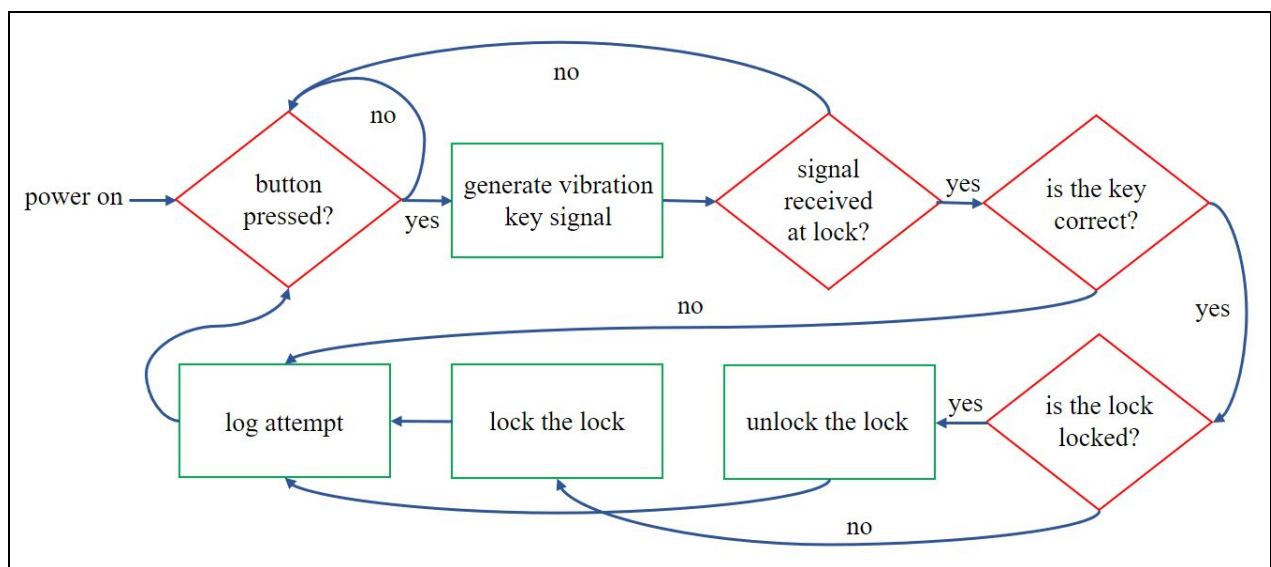 no
no
power on
button
pressed?
yes
generate vibration
key signal
signal
received
at lock?
yes
is the key
correct?
no
yes
log attempt
lock the lock
unlock the lock
yes
is the lock
locked?
no